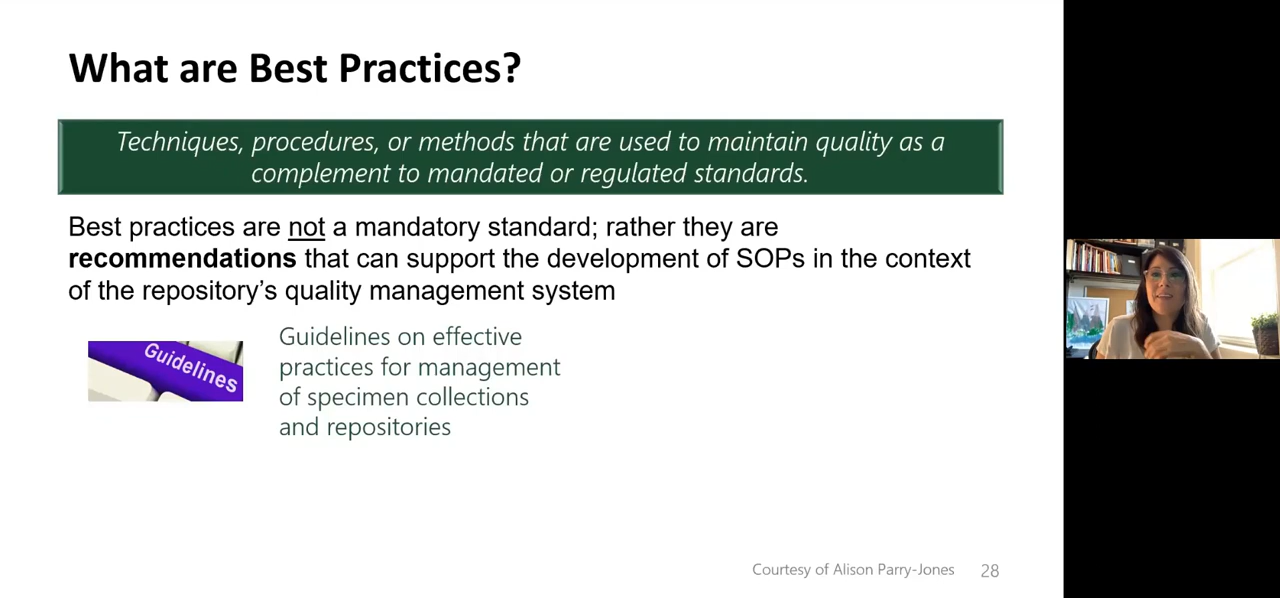 What are Best Practices?
Techniques, procedures, or methods that are used to maintain quality as a
complement to mandated or regulated standards.
Best practices are not a mandatory standard; rather they are
recommendations that can support the development of SOPs in the context
of the repository's quality management system
Guidelines
Guidelines on effective
practices for management
of specimen collections
and repositories
Courtesy of Alison Parry-Jones
28